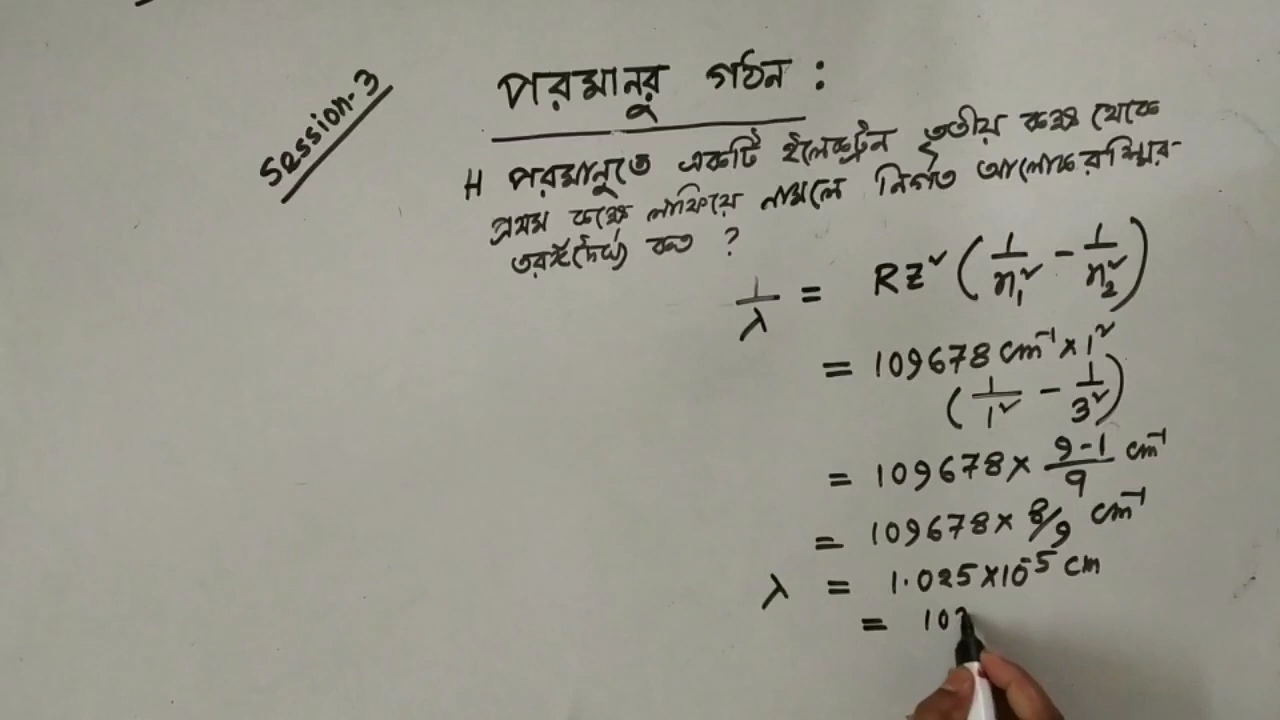 Session-3
পরমানুর গঠন :
H পরমানুতে একটি ইলেকট্রন তৃতীয় কক্ষ থেকে
প্রথম কক্ষে লাফিয়ে নামলে নির্গত আলোকরশ্মির-
তরঙ্গদৈর্ঘ্য কত ?
1/λ = RZ² (1/n₁² - 1/n₂²)
= 109678 cm⁻¹ × 1²
(1/1² - 1/3²)
= 109678 × 9-1/9 cm⁻¹
= 109678 × 8/9 cm⁻¹
λ = 1.025 × 10⁻⁵ cm
= 10